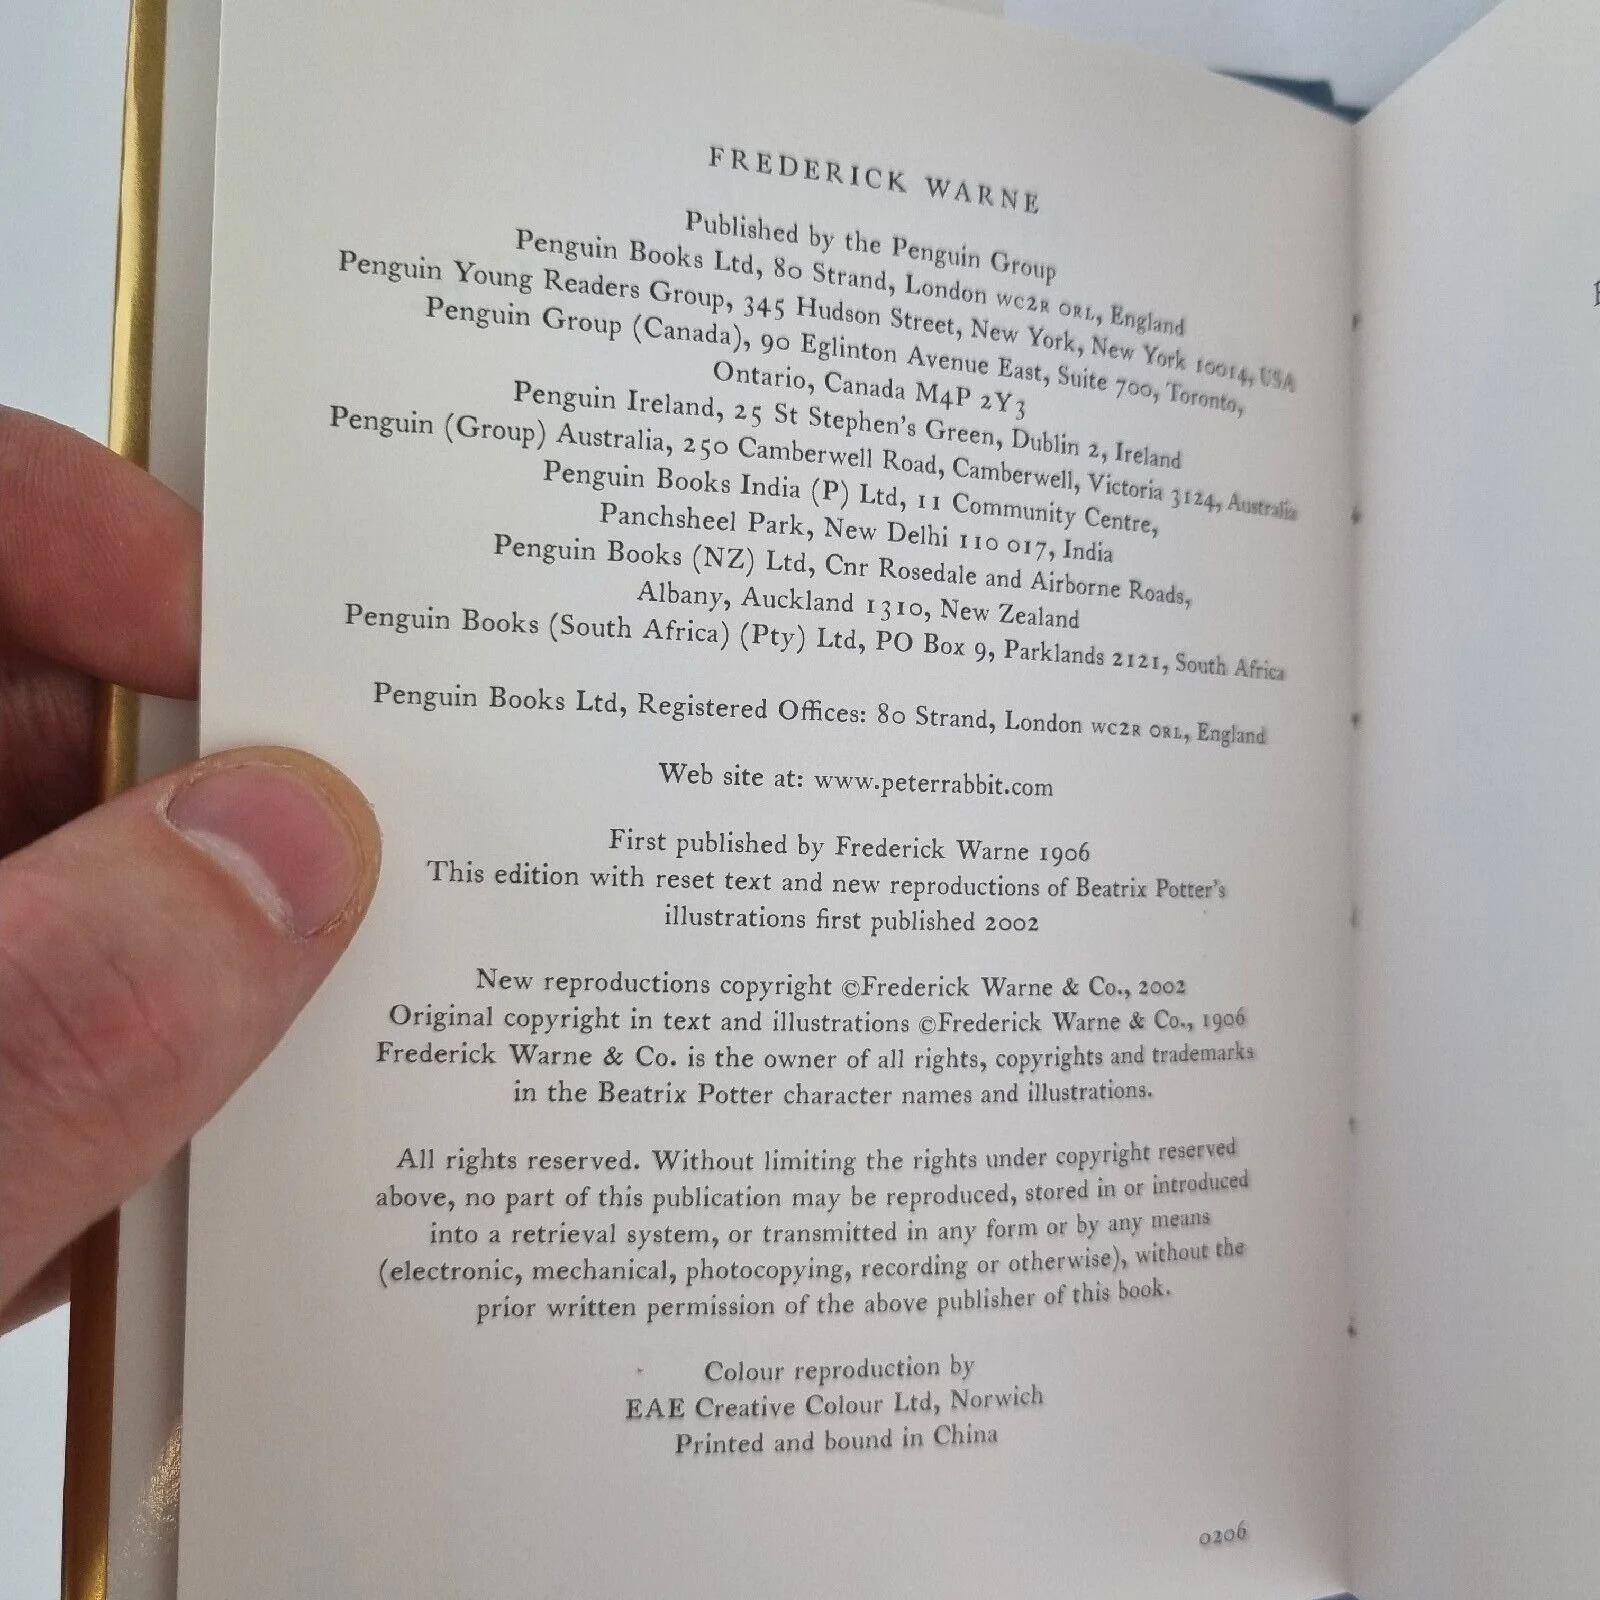 FREDERICK WARNE
Published by the Penguin Group
Penguin Books Ltd, 80 Strand, London WC2R ORL, England
Penguin Young Readers Group, 345 Hudson Street, New York, New York 10014, USA
Penguin Group (Canada), 90 Eglinton Avenue East, Suite 700, Toronto,
Ontario, Canada M4P 2Y3
Penguin Ireland, 25 St Stephen's Green, Dublin 2, Ireland
Penguin (Group) Australia, 250 Camberwell Road, Camberwell, Victoria 3124, Australia
Penguin Books India (P) Ltd, 11 Community Centre,
Panchsheel Park, New Delhi 110 017, India
Penguin Books (NZ) Ltd, Cnr Rosedale and Airborne Roads,
Albany, Auckland 1310, New Zealand
Penguin Books (South Africa) (Pty) Ltd, PO Box 9, Parklands 2121, South Africa
Penguin Books Ltd, Registered Offices: 80 Strand, London WC2R ORL, England
Web site at: www.peterrabbit.com
First published by Frederick Warne 1906
This edition with reset text and new reproductions of Beatrix Potter's
illustrations first published 2002
New reproductions copyright ©Frederick Warne & Co., 2002
Original copyright in text and illustrations ©Frederick Warne & Co., 1906
Frederick Warne & Co. is the owner of all rights, copyrights and trademarks
in the Beatrix Potter character names and illustrations.
All rights reserved. Without limiting the rights under copyright reserved
above, no part of this publication may be reproduced, stored in or introduced
into a retrieval system, or transmitted in any form or by any means
(electronic, mechanical, photocopying, recording or otherwise), without the
prior written permission of the above publisher of this book.
Colour reproduction by
EAE Creative Colour Ltd, Norwich
Printed and bound in China
0206